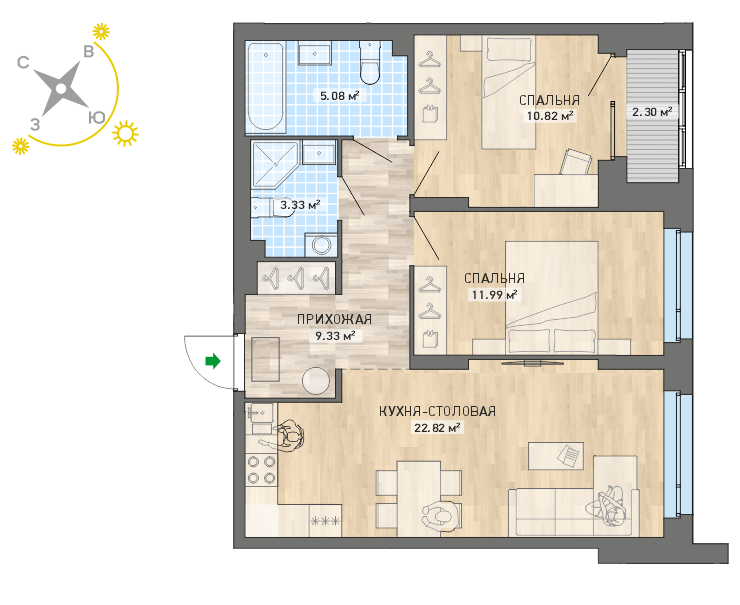 С
В
З
Ю
5.08 м²
СПАЛЬНЯ
10.82 м²
2.30 м²
3.33 м²
СПАЛЬНЯ
11.99 м²
ПРИХОЖАЯ
9.33 м²
КУХНЯ-СТОЛОВАЯ
22.82 м²